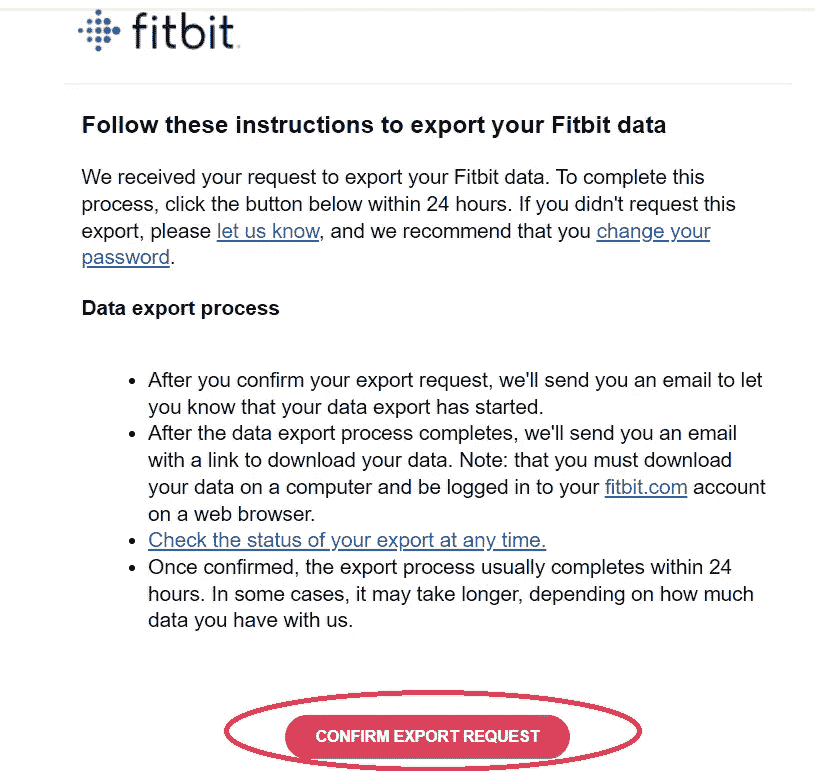 fitbit.
Follow these instructions to export your Fitbit data
We received your request to export your Fitbit data. To complete this
process, click the button below within 24 hours. If you didn't request this
export, please let us know, and we recommend that you change your
password.
Data export process
• After you confirm your export request, we'll send you an email to let
you know that your data export has started.
• After the data export process completes, we'll send you an email
with a link to download your data. Note: that you must download
your data on a computer and be logged in to your fitbit.com account
on a web browser.
• Check the status of your export at any time.
• Once confirmed, the export process usually completes within 24
hours. In some cases, it may take longer, depending on how much
data you have with us.
CONFIRM EXPORT REQUEST